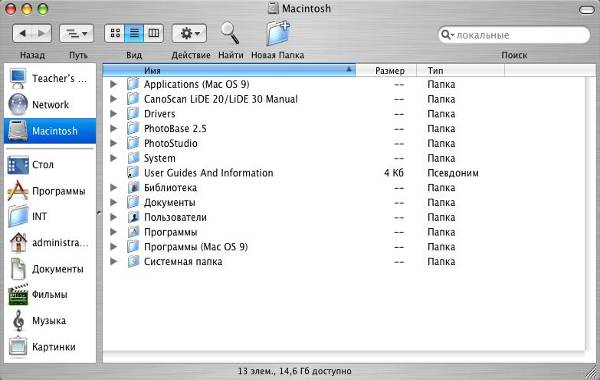 Macintosh
Назад Путь Вид Действие Найти Новая Папка локальные Поиск
Имя Размер Тип
Teacher's ...
Network
Macintosh
Стол
Программы
INT
administra...
Документы
Фильмы
Музыка
Картинки
Applications (Mac OS 9) -- Папка
CanoScan LiDE 20/LiDE 30 Manual -- Папка
Drivers -- Папка
PhotoBase 2.5 -- Папка
PhotoStudio -- Папка
System -- Папка
User Guides And Information 4 Кб Псевдоним
Библиотека -- Папка
Документы -- Папка
Пользователи -- Папка
Программы -- Папка
Программы (Mac OS 9) -- Папка
Системная папка -- Папка
13 элем., 14,6 Гб доступно